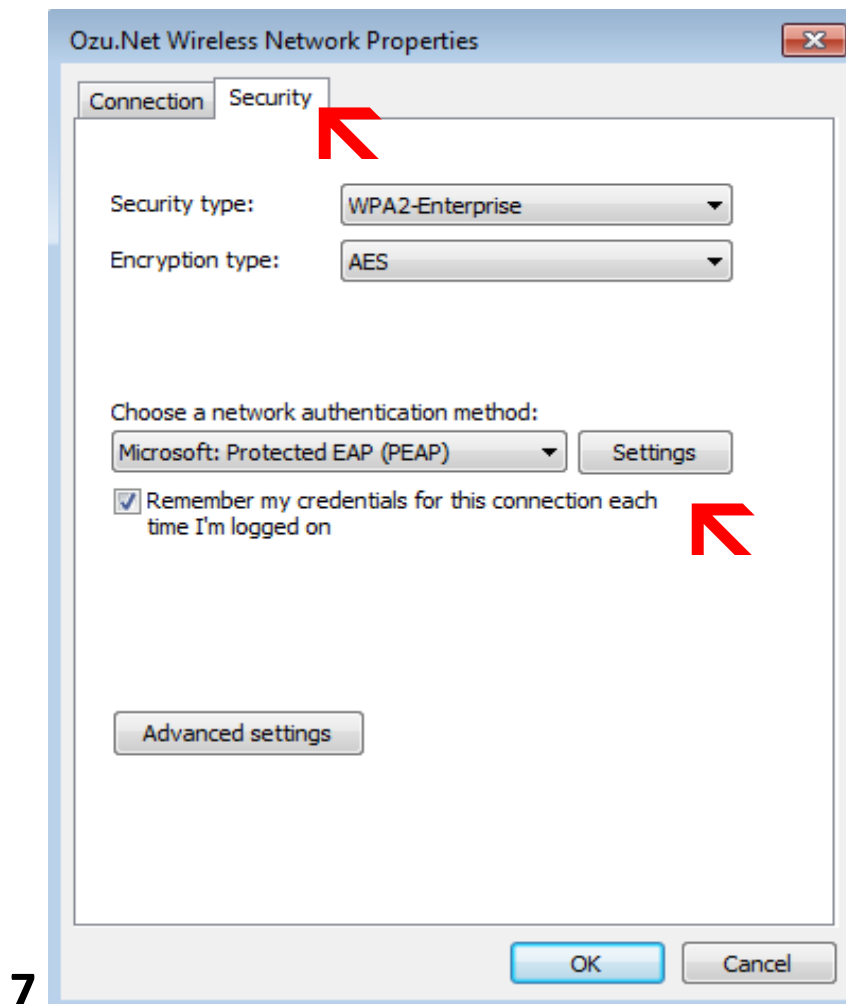 Ozu.Net Wireless Network Properties
Connection
Security
Security type:
WPA2-Enterprise
Encryption type:
AES
Choose a network authentication method:
Microsoft: Protected EAP (PEAP)
Settings
Remember my credentials for this connection each
time I'm logged on
Advanced settings
OK
Cancel
7